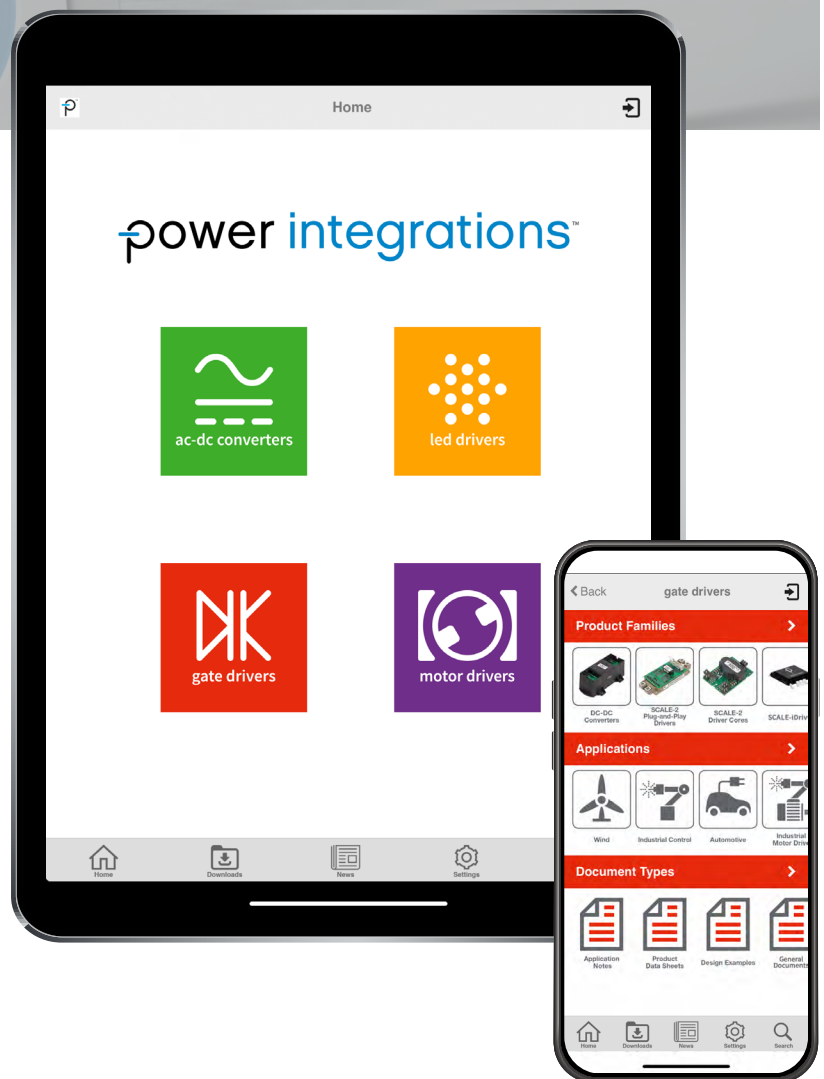 Home
power integrations™
ac-dc converters
led drivers
gate drivers
motor drivers
Home
Downloads
News
Settings
Back
gate drivers
Product Families
DC-DC
Converters
SCALE-2
Plug-and-Play
Drivers
SCALE-2
Driver Cores
SCALE-iDriv
Applications
Wind
Industrial Control
Automotive
Industrial
Motor Drive
Document Types
Application
Notes
Product
Data Sheets
Design Examples
General
Documents
Home
Downloads
News
Settings
Search